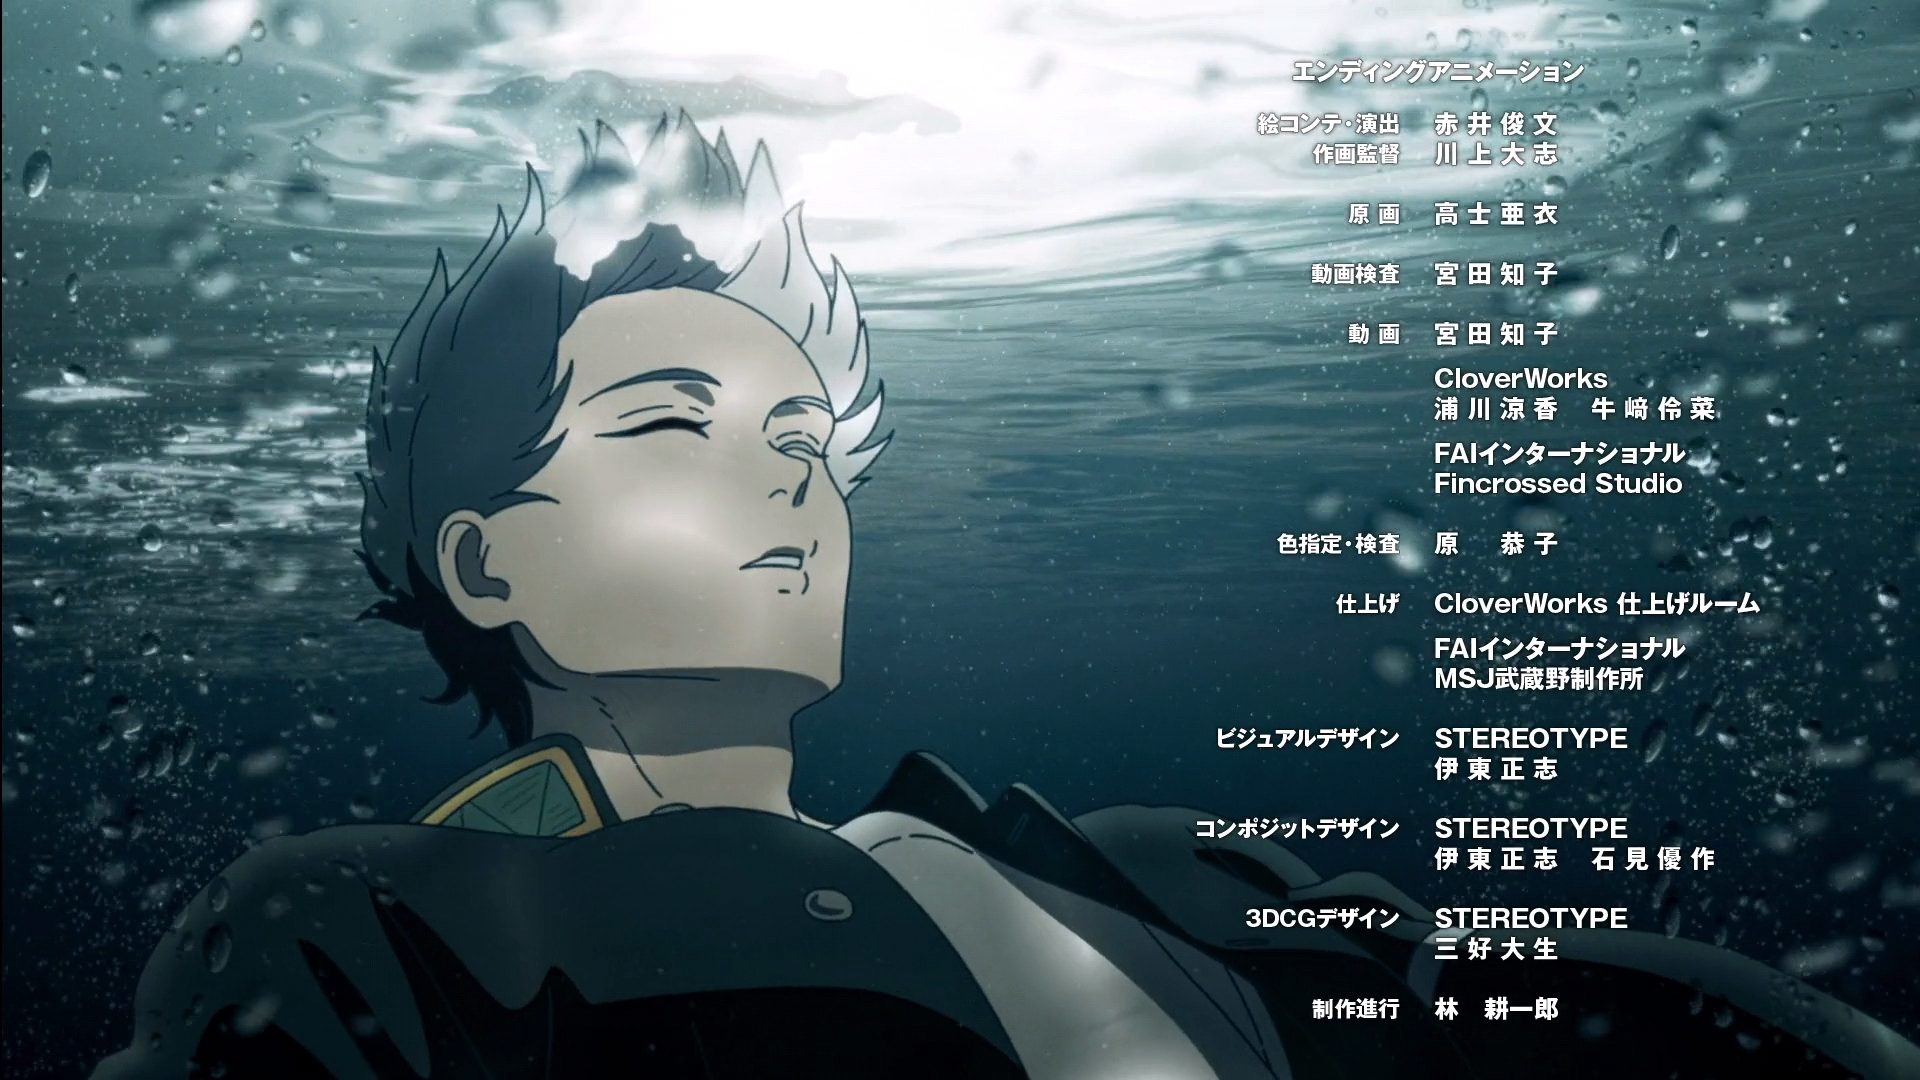 エンディングアニメーション
絵コンテ・演出 赤井俊文
作画監督 川上大志
原画 高士亜衣
動画検査 宮田知子
動画 宮田知子
CloverWorks
浦川涼香 牛﨑伶菜
FAIインターナショナル
Fincrossed Studio
色指定・検査 原 恭子
仕上げ CloverWorks 仕上げルーム
FAIインターナショナル
MSJ武蔵野制作所
ビジュアルデザイン STEREOTYPE
伊東正志
コンポジットデザイン STEREOTYPE
伊東正志 石見優作
3DCGデザイン STEREOTYPE
三好大生
制作進行 林 耕一郎